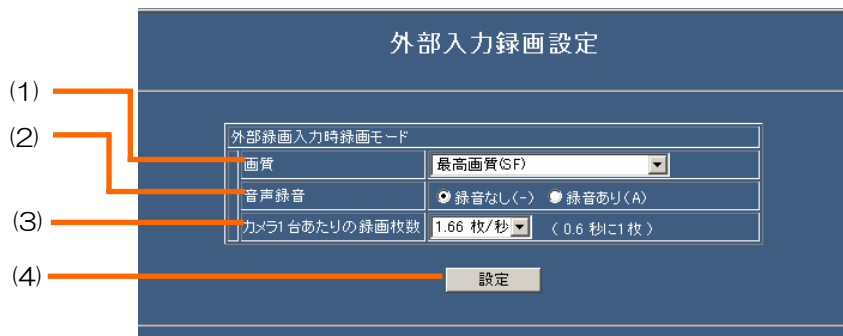 外部入力録画設定
外部録画入力時録画モード
(1) 画質 最高画質(SF)
(2) 音声録音 録音なし(-) 録音あり(A)
(3) カメラ1台あたりの録画枚数 1.66 枚/秒 (0.6 秒に1枚)
(4) 設定